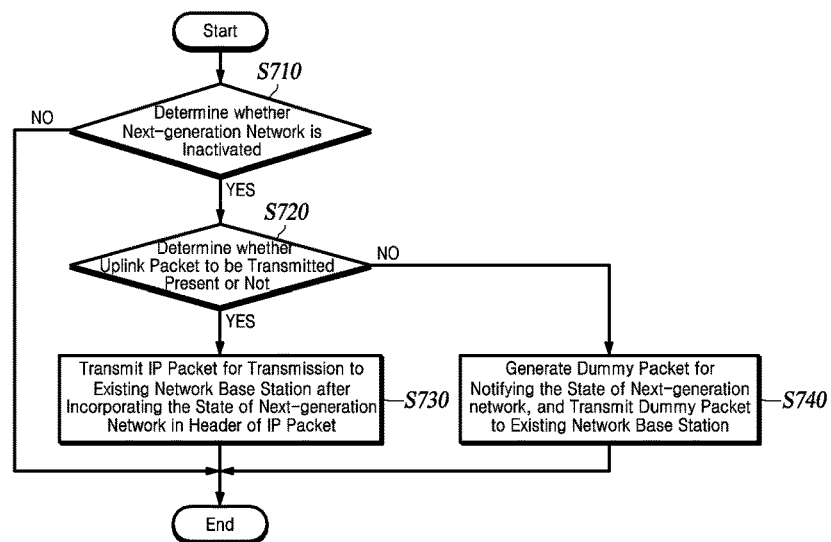 Start
S710
Determine whether
Next-generation Network is
Inactivated
NO
YES
S720
Determine whether
Uplink Packet to be Transmitted
Present or Not
NO
YES
Transmit IP Packet for Transmission to
Existing Network Base Station after
Incorporating the State of Next-generation
Network in Header of IP Packet
S730
Generate Dummy Packet for
Notifying the State of Next-generation
network, and Transmit Dummy Packet
to Existing Network Base Station
S740
End